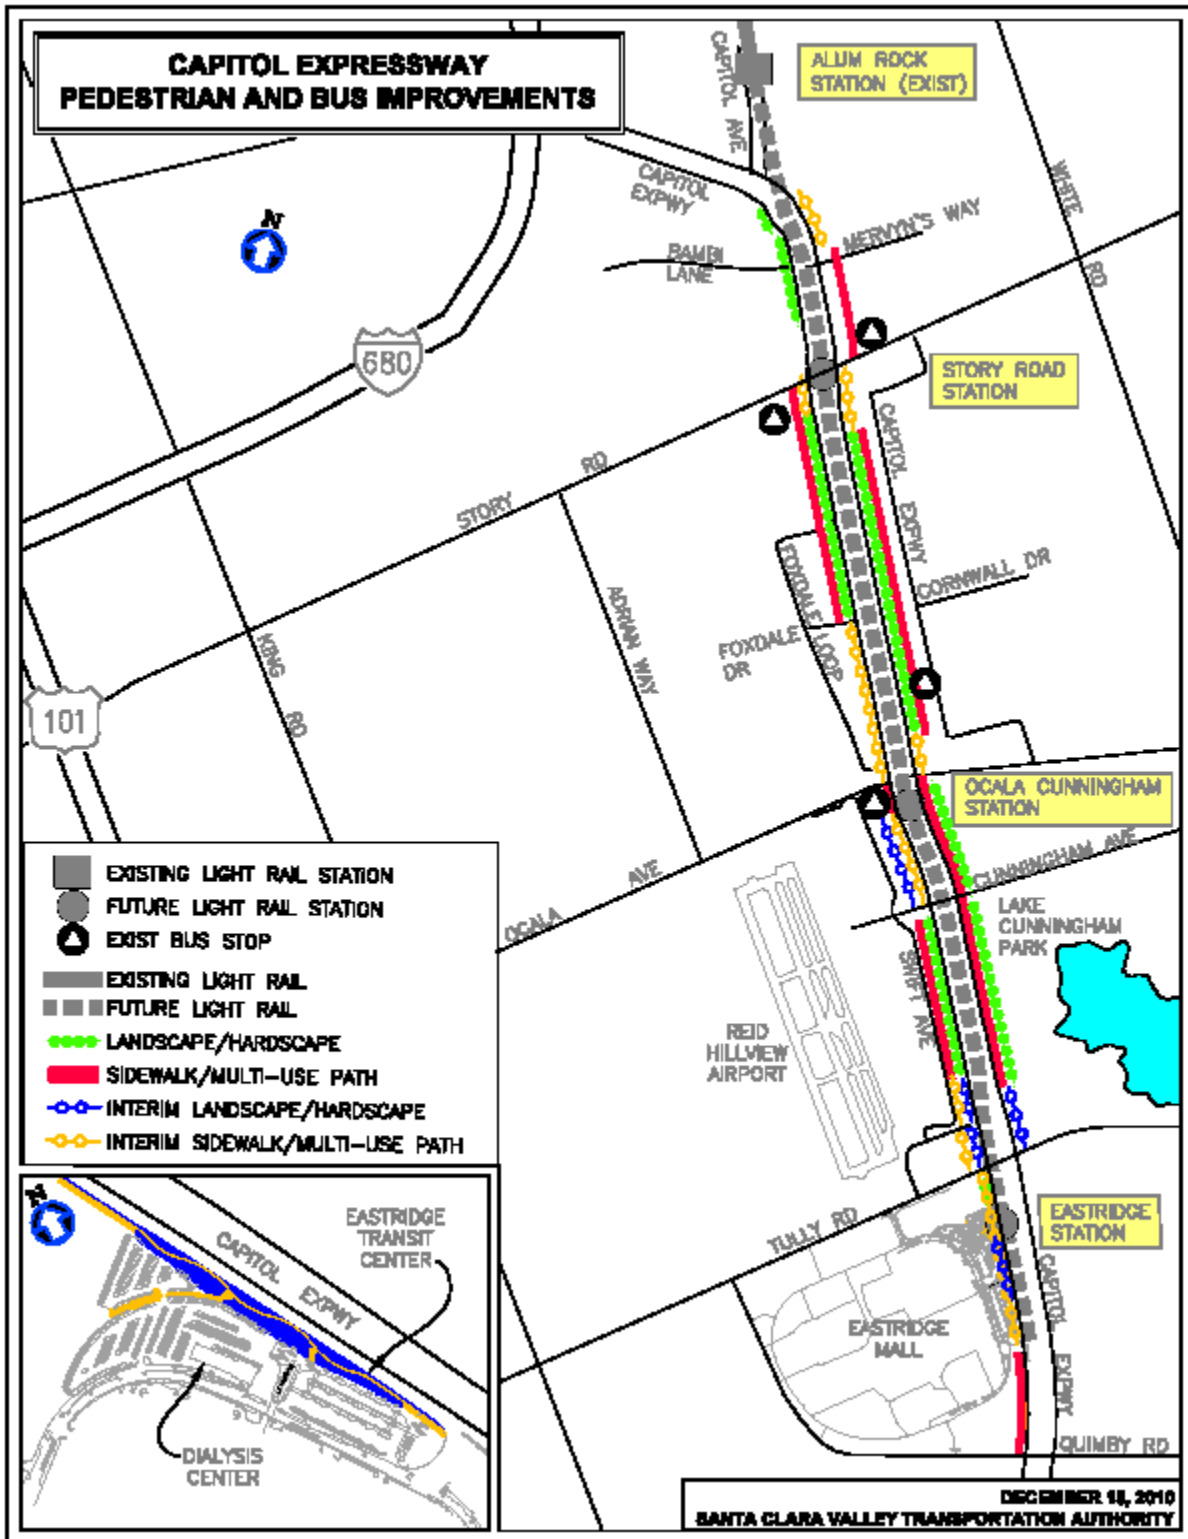 CAPITOL EXPRESSWAY
PEDESTRIAN AND BUS IMPROVEMENTS
CAPITOL AVE
ALUM ROCK
STATION (EXIST)
CAPITOL
EXPWY
N
WHITE
RD
MERVYN'S WAY
BAMBI
LANE
680
STORY ROAD
STATION
CAPITOL
EXPWY
STORY
RD
FOXDALE LOOP
CORNWALL DR
ADRIAN WAY
FOXDALE
DR
KING
RD
101
OCALA CUNNINGHAM
STATION
CUNNINGHAM AVE
OCALA
AVE
LAKE
CUNNINGHAM
PARK
SWIFT AVE
REID
HILLVIEW
AIRPORT
EXISTING LIGHT RAIL STATION
FUTURE LIGHT RAIL STATION
EXIST BUS STOP
EXISTING LIGHT RAIL
FUTURE LIGHT RAIL
LANDSCAPE/HARDSCAPE
SIDEWALK/MULTI-USE PATH
INTERIM LANDSCAPE/HARDSCAPE
INTERIM SIDEWALK/MULTI-USE PATH
N
CAPITOL
EXPWY
EASTRIDGE
TRANSIT
CENTER
DIALYSIS
CENTER
TULLY RD
EASTRIDGE
STATION
CAPITOL
EXPWY
EASTRIDGE
MALL
QUIMBY RD
DECEMBER
2010
SANTA CLARA VALLEY TRANSPORTATION AUTHORITY